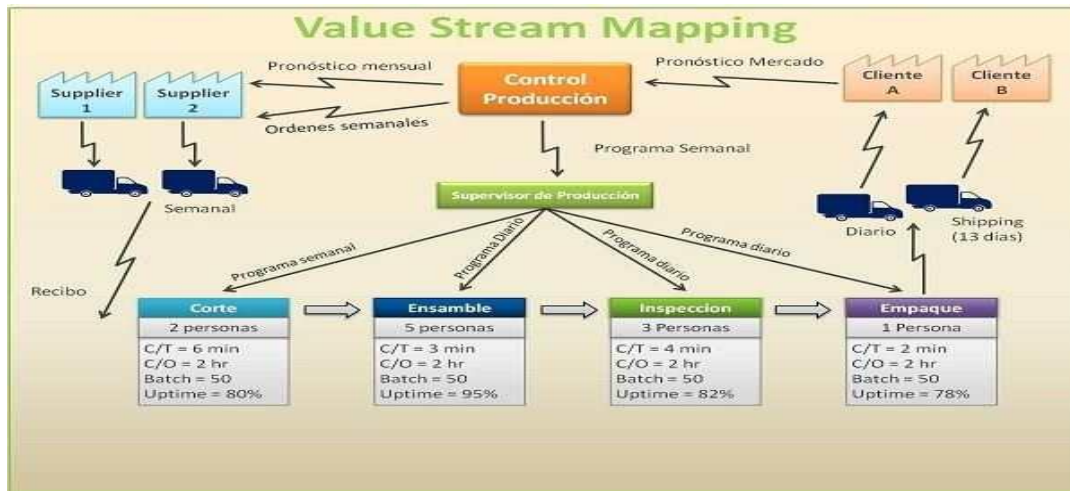 Value Stream Mapping
Supplier
1
Supplier
2
Pronóstico mensual
Ordenes semanales
Control
Producción
Pronóstico Mercado
Cliente
A
Cliente
B
Programa Semanal
Semanal
Supervisor de Producción
Diario
Shipping
(13 días)
Recibo
Programa semanal
Programa Diario
Programa diario
Programa diario
Corte
2 personas
C/T = 6 min
C/O = 2 hr
Batch = 50
Uptime = 80%
Ensamble
5 personas
C/T = 3 min
C/O = 2 hr
Batch = 50
Uptime = 95%
Inspeccion
3 Personas
C/T = 4 min
C/O = 2 hr
Batch = 50
Uptime = 82%
Empaque
1 Persona
C/T = 2 min
C/O = 2 hr
Batch = 50
Uptime = 78%